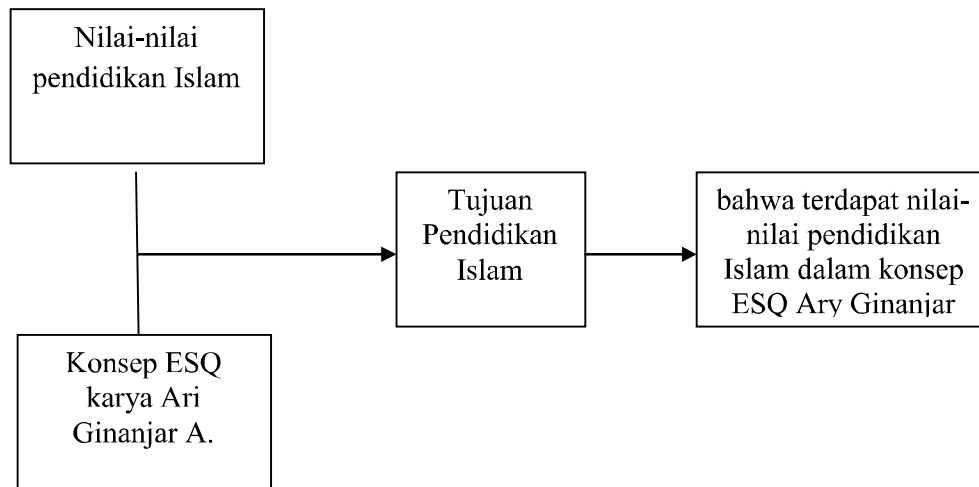 Nilai-nilai
pendidikan Islam
Tujuan
Pendidikan
Islam
bahwa terdapat nilai-
nilai pendidikan
Islam dalam konsep
ESQ Ary Ginanjar
Konsep ESQ
karya Ari
Ginanjar A.